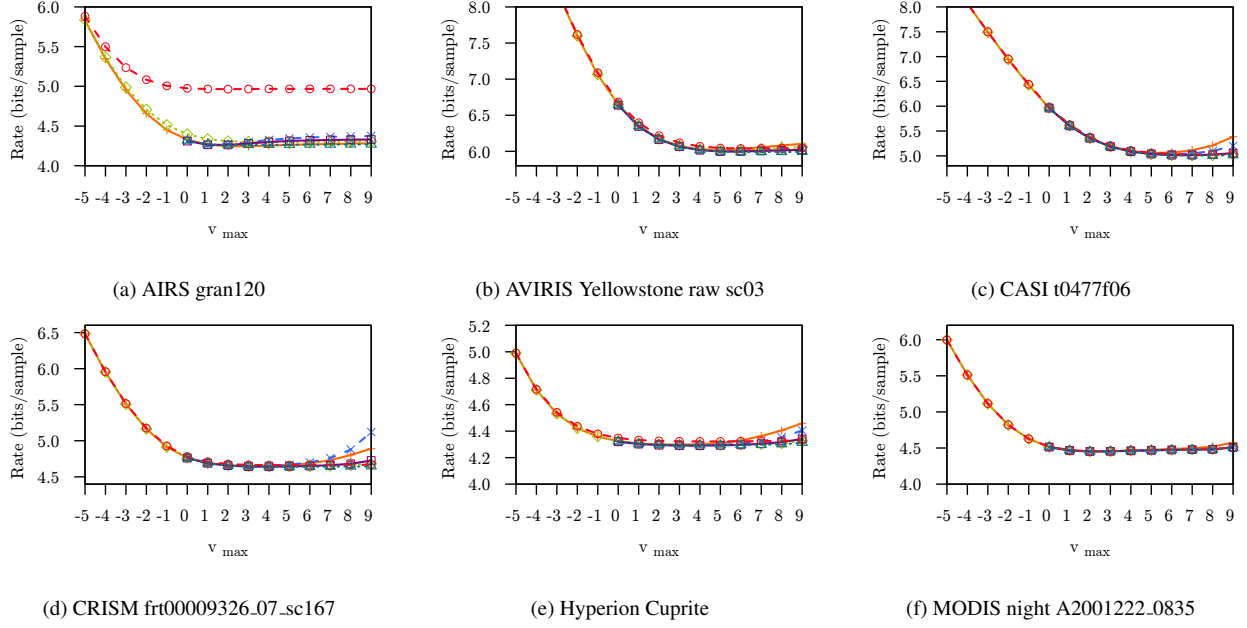 Rate (bits/sample)
6.0
5.5
5.0
4.5
4.0
-5 -4 -3 -2 -1 0 1 2 3 4 5 6 7 8 9
v max
(a) AIRS gran120
Rate (bits/sample)
8.0
7.5
7.0
6.5
6.0
-5 -4 -3 -2 -1 0 1 2 3 4 5 6 7 8 9
v max
(b) AVIRIS Yellowstone raw sc03
Rate (bits/sample)
8.0
7.5
7.0
6.5
6.0
5.5
5.0
-5 -4 -3 -2 -1 0 1 2 3 4 5 6 7 8 9
v max
(c) CASI t0477f06
Rate (bits/sample)
6.5
6.0
5.5
5.0
4.5
-5 -4 -3 -2 -1 0 1 2 3 4 5 6 7 8 9
v max
(d) CRISM frt00009326_07_sc167
Rate (bits/sample)
5.2
5.0
4.8
4.6
4.4
4.2
4.0
-5 -4 -3 -2 -1 0 1 2 3 4 5 6 7 8 9
v max
(e) Hyperion Cuprite
Rate (bits/sample)
6.0
5.5
5.0
4.5
4.0
-5 -4 -3 -2 -1 0 1 2 3 4 5 6 7 8 9
v max
(f) MODIS night A2001222_0835